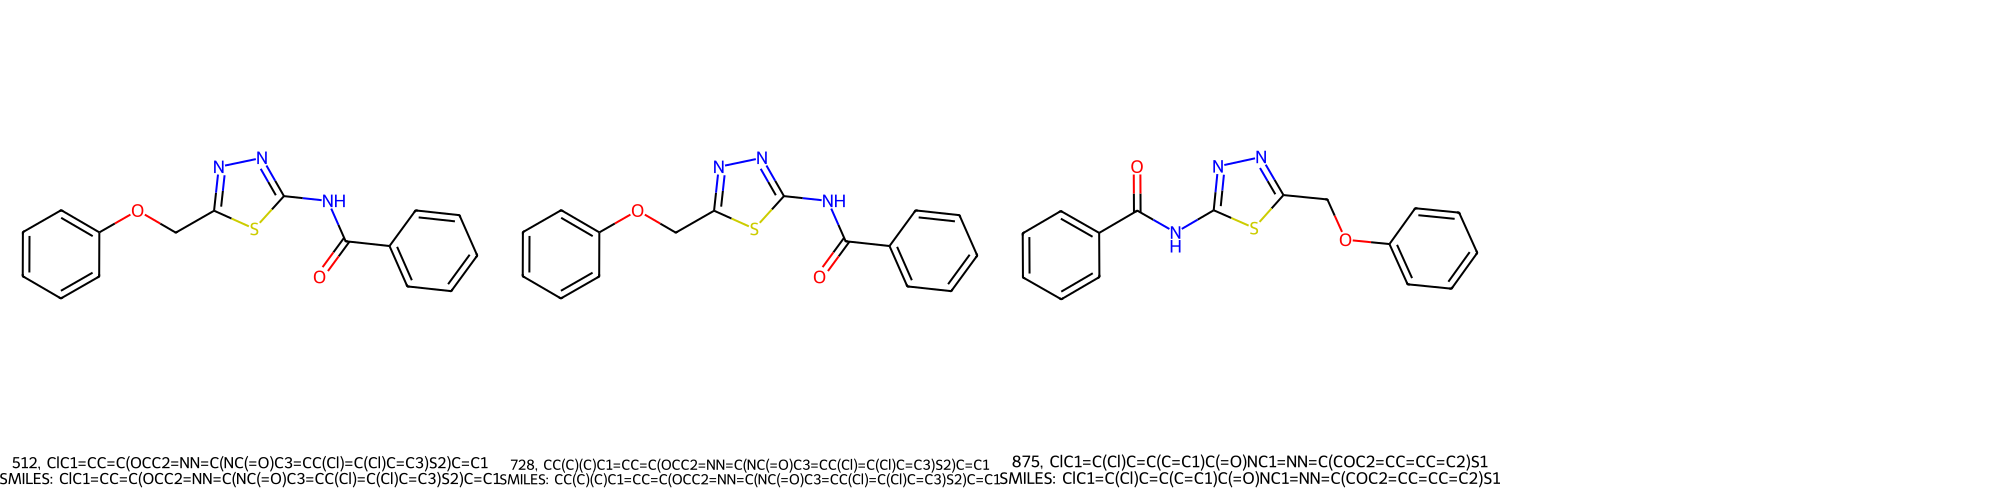 N N NH O S O
N N NH O S O
O N N N H S O
512, ClC1=CC=C(OCC2=NN=C(NC(=O)C3=CC(Cl)=C(Cl)C=C3)S2)C=C1
SMILES: ClC1=CC=C(OCC2=NN=C(NC(=O)C3=CC(Cl)=C(Cl)C=C3)S2)C=C1
728, CC(C)(C)C1=CC=C(OCC2=NN=C(NC(=O)C3=CC(Cl)=C(Cl)C=C3)S2)C=C1
SMILES: CC(C)(C)C1=CC=C(OCC2=NN=C(NC(=O)C3=CC(Cl)=C(Cl)C=C3)S2)C=C1
875, ClC1=C(Cl)C=C(C=C1)C(=O)NC1=NN=C(COC2=CC=CC=C2)S1
SMILES: ClC1=C(Cl)C=C(C=C1)C(=O)NC1=NN=C(COC2=CC=CC=C2)S1